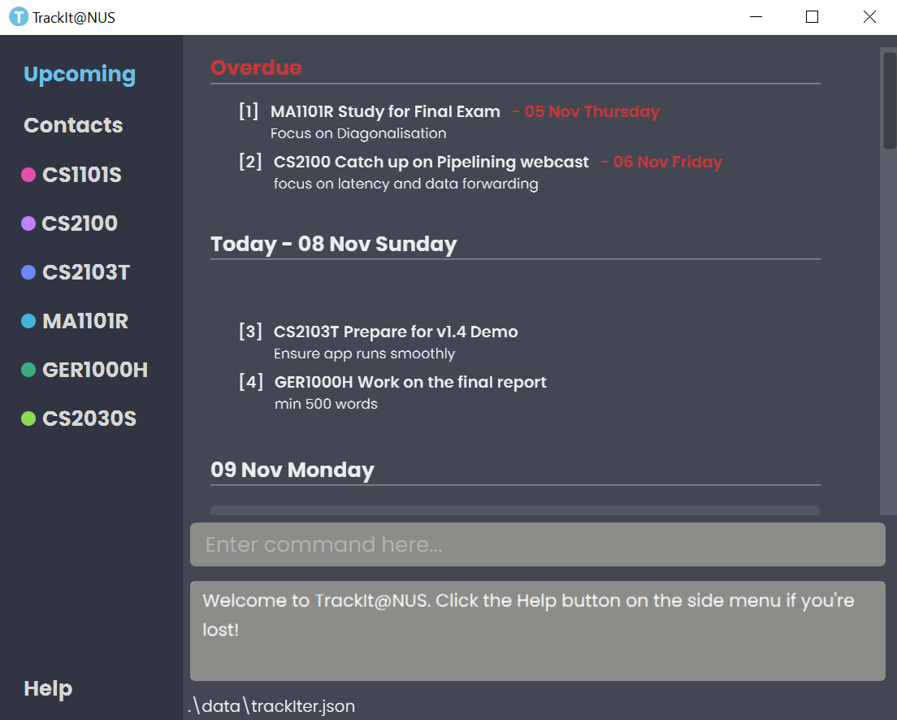 TrackIt@NUS
Upcoming
Contacts
CS1101S
CS2100
CS2103T
MA1101R
GER1000H
CS2030S
Help
Overdue
[1] MA1101R Study for Final Exam - 05 Nov Thursday
Focus on Diagonalisation
[2] CS2100 Catch up on Pipelining webcast - 06 Nov Friday
focus on latency and data forwarding
Today - 08 Nov Sunday
[3] CS2103T Prepare for v1.4 Demo
Ensure app runs smoothly
[4] GER1000H Work on the final report
min 500 words
09 Nov Monday
Enter command here...
Welcome to TrackIt@NUS. Click the Help button on the side menu if you're
lost!
.\data\trackIter.json